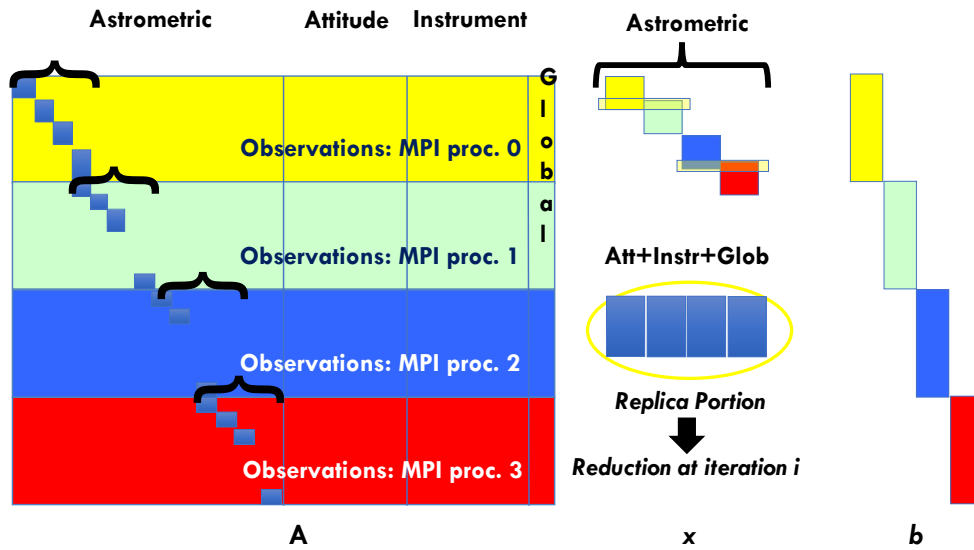 Astrometric Attitude Instrument Astrometric
Global
Observations: MPI proc. 0
Observations: MPI proc. 1
Observations: MPI proc. 2
Observations: MPI proc. 3
Att+Instr+Glob
Replica Portion
Reduction at iteration i
A x b